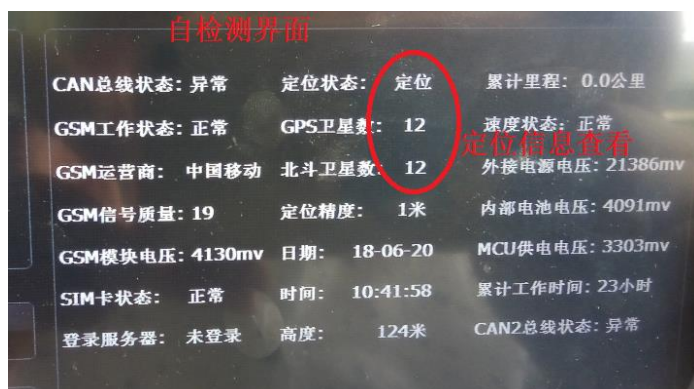 自检测界面
CAN总线状态: 异常 定位状态: 定位 累计里程: 0.0公里
GSM工作状态: 正常 GPS卫星数: 12 速度状态: 正常
定位信息查看
GSM运营商: 中国移动 北斗卫星数: 12 外接电源电压: 21386mv
GSM信号质量: 19 定位精度: 1米 内部电池电压: 4091mv
GSM模块电压: 4130mv 日期: 18-06-20 MCU供电电压: 3303mv
SIM卡状态: 正常 时间: 10:41:58 累计工作时间: 23小时
登录服务器: 未登录 高度: 124米 CAN2总线状态: 异常